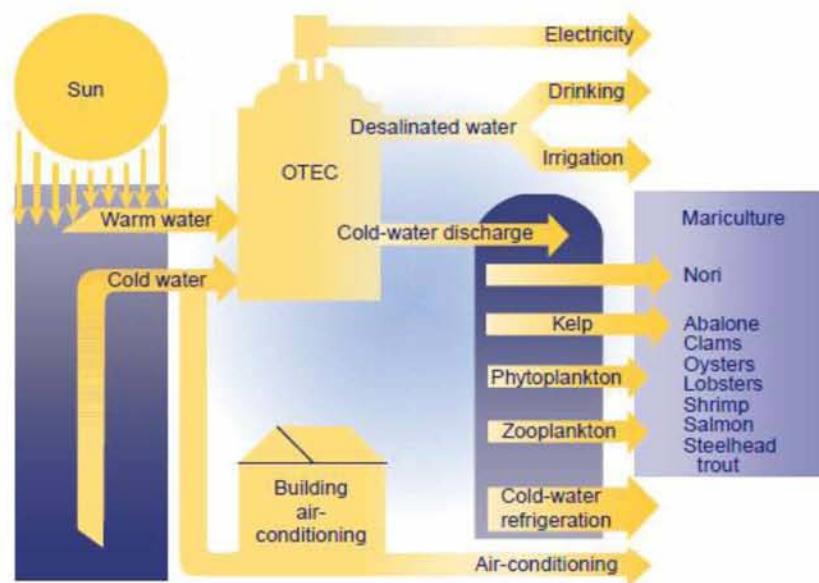 Sun
Warm water
Cold water
OTEC
Electricity
Desalinated water
Drinking
Irrigation
Cold-water discharge
Mariculture
Nori
Kelp
Phytoplankton
Zooplankton
Cold-water
refrigeration
Abalone
Clams
Oysters
Lobsters
Shrimp
Salmon
Steelhead
trout
Building
air-
conditioning
Air-conditioning